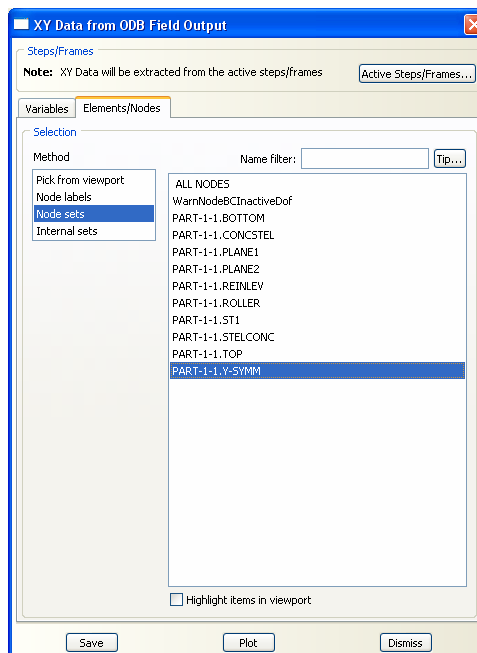 XY Data from ODB Field Output
Steps/Frames
Note: XY Data will be extracted from the active steps/frames
Active Steps/Frames...
Variables
Elements/Nodes
Selection
Method
Name filter:
Tip...
Pick from viewport
Node labels
Node sets
Internal sets
ALL NODES
WarnNodeBCInactiveDof
PART-1-1.BOTTOM
PART-1-1.CONCSTEL
PART-1-1.PLANE1
PART-1-1.PLANE2
PART-1-1.REINLEV
PART-1-1.ROLLER
PART-1-1.ST1
PART-1-1.STELCONC
PART-1-1.TOP
PART-1-1.Y-SYMM
Highlight items in viewport
Save
Plot
Dismiss